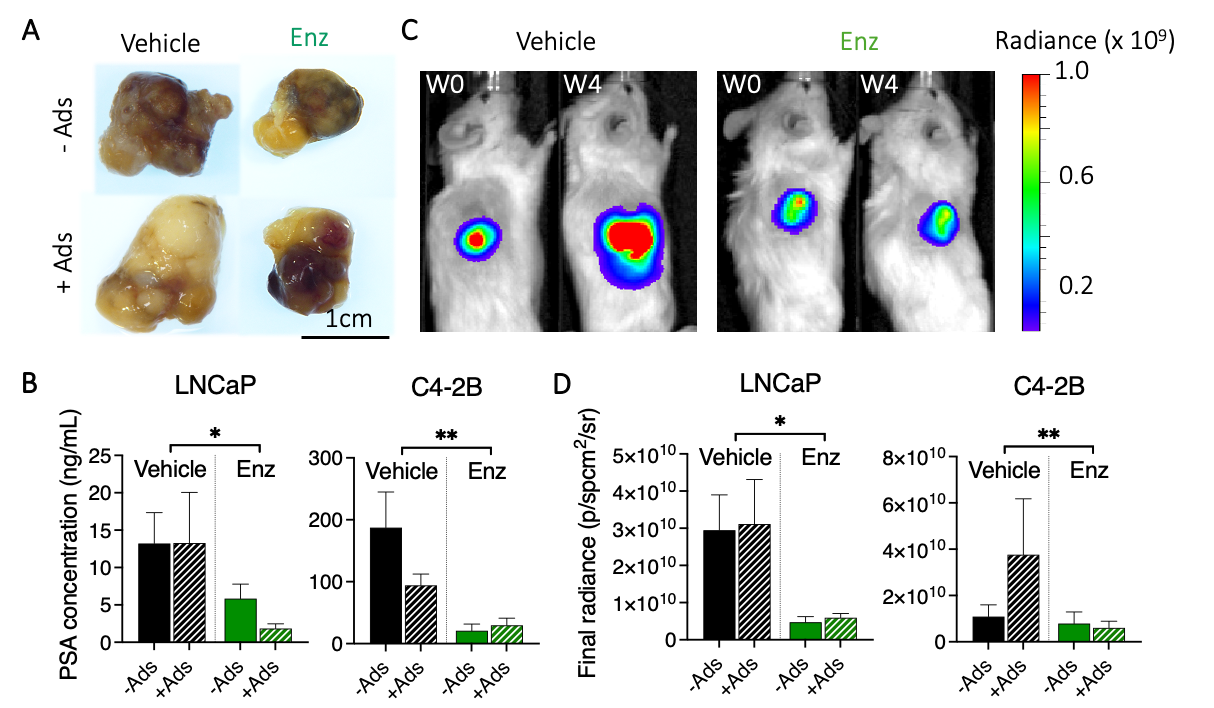 A
Vehicle
Enz
- Ads
+ Ads
1cm
C
Vehicle
Enz
Radiance (x 10⁹)
W0
W4
W0
W4
1.0
0.6
0.2
B
LNCaP
C4-2B
PSA concentration (ng/mL)
*
Vehicle
Enz
25
20
15
10
5
0
-Ads
+Ads
-Ads
+Ads
**
Vehicle
Enz
300
200
100
0
-Ads
+Ads
-Ads
+Ads
D
LNCaP
C4-2B
Final radiance (p/spcm²/sr)
*
Vehicle
Enz
5×10¹⁰
4×10¹⁰
3×10¹⁰
2×10¹⁰
1×10¹⁰
0
-Ads
+Ads
-Ads
+Ads
**
Vehicle
Enz
8×10¹⁰
6×10¹⁰
4×10¹⁰
2×10¹⁰
0
-Ads
+Ads
-Ads
+Ads